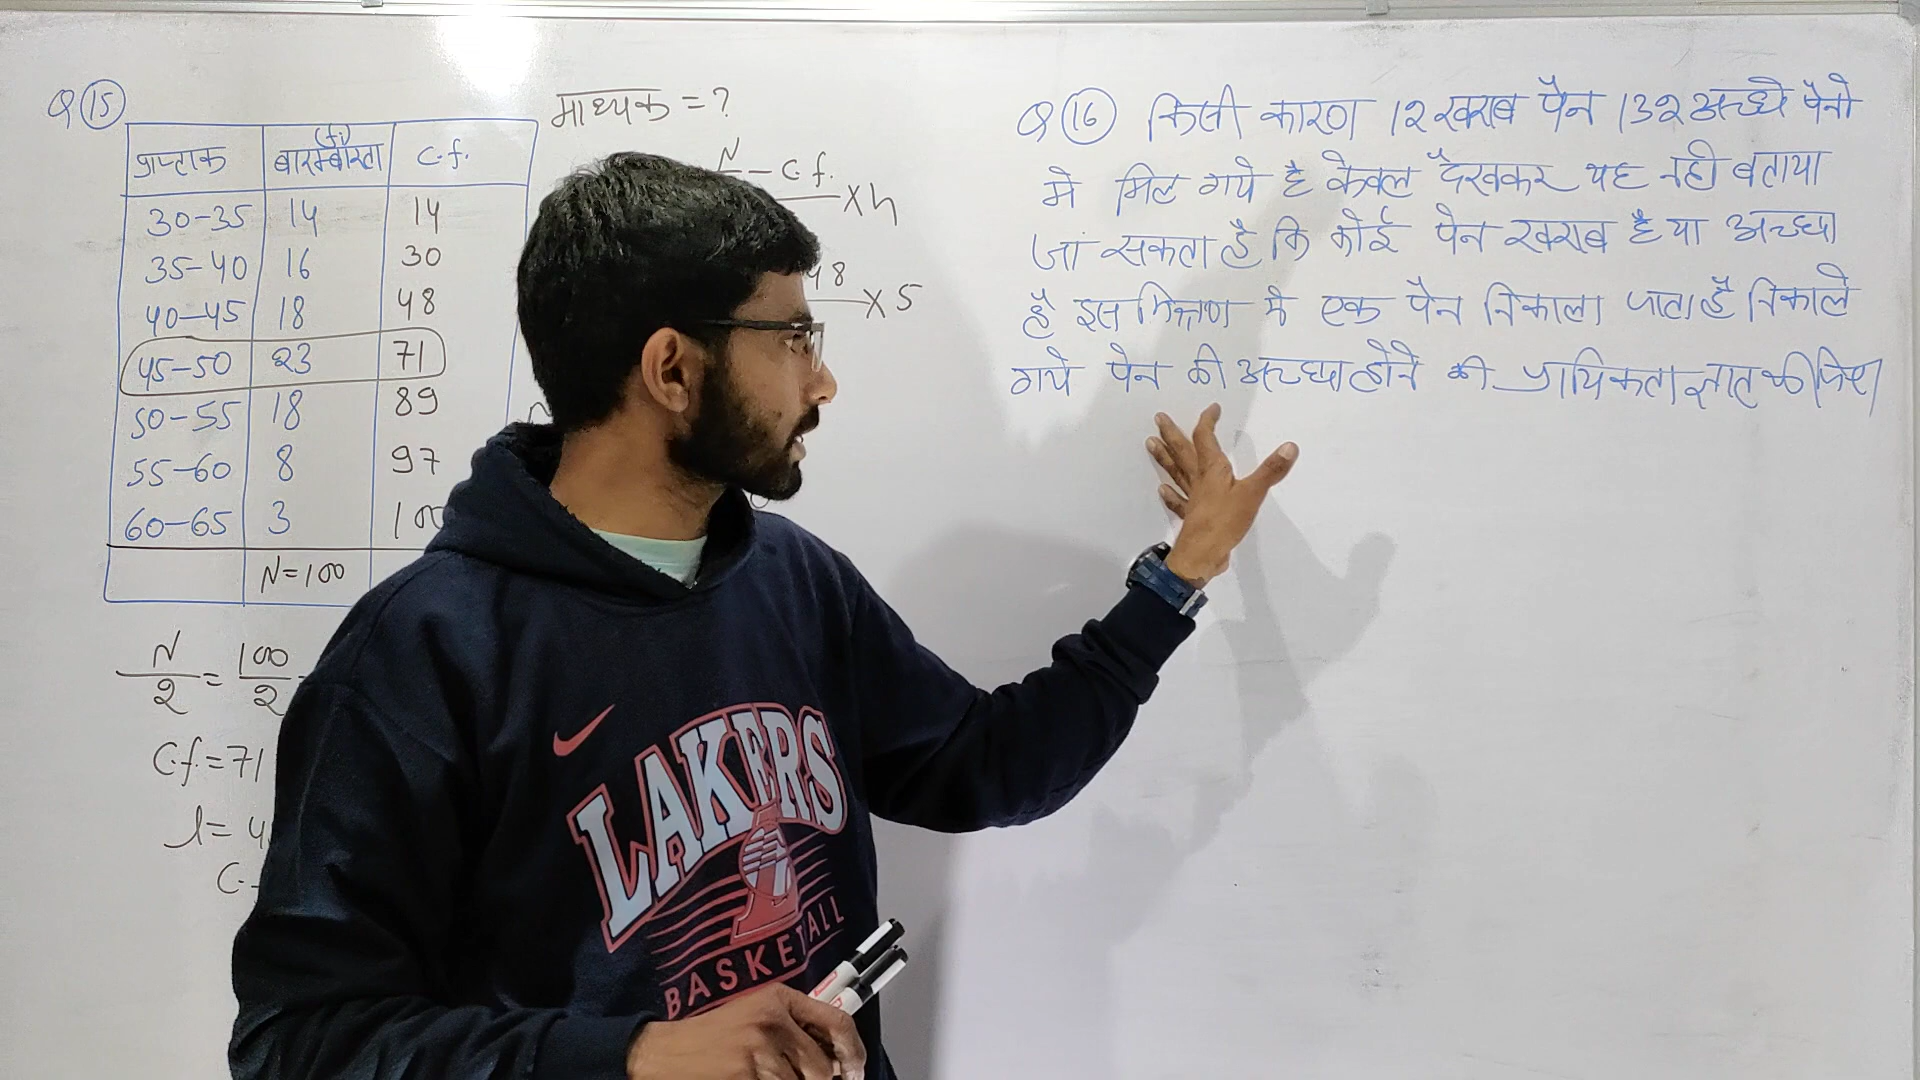 Q 15
माध्यक = ?
प्राप्तांक बारम्बारता (fi) C.f.
30-35 14 14
35-40 16 30
40-45 18 48
45-50 23 71
50-55 18 89
55-60 8 97
60-65 3 100
N=100
N - C.f.
×h
48
× 5
N/2 = 100/2
C.f.=71
l= 4
C.
Q 16 किसी कारण 12 खराब पैन 132 अच्छे पैनो
मे मिल गये है केवल देखकर यह नही बताया
जा सकता है कि कोई पेन खराब है या अच्छा
है इस मिश्रण मे एक पैन निकाला जाता है निकाले
गये पेन की अच्छा होने की प्रायिकता ज्ञात कीजिए।
LAKERS
BASKETBALL